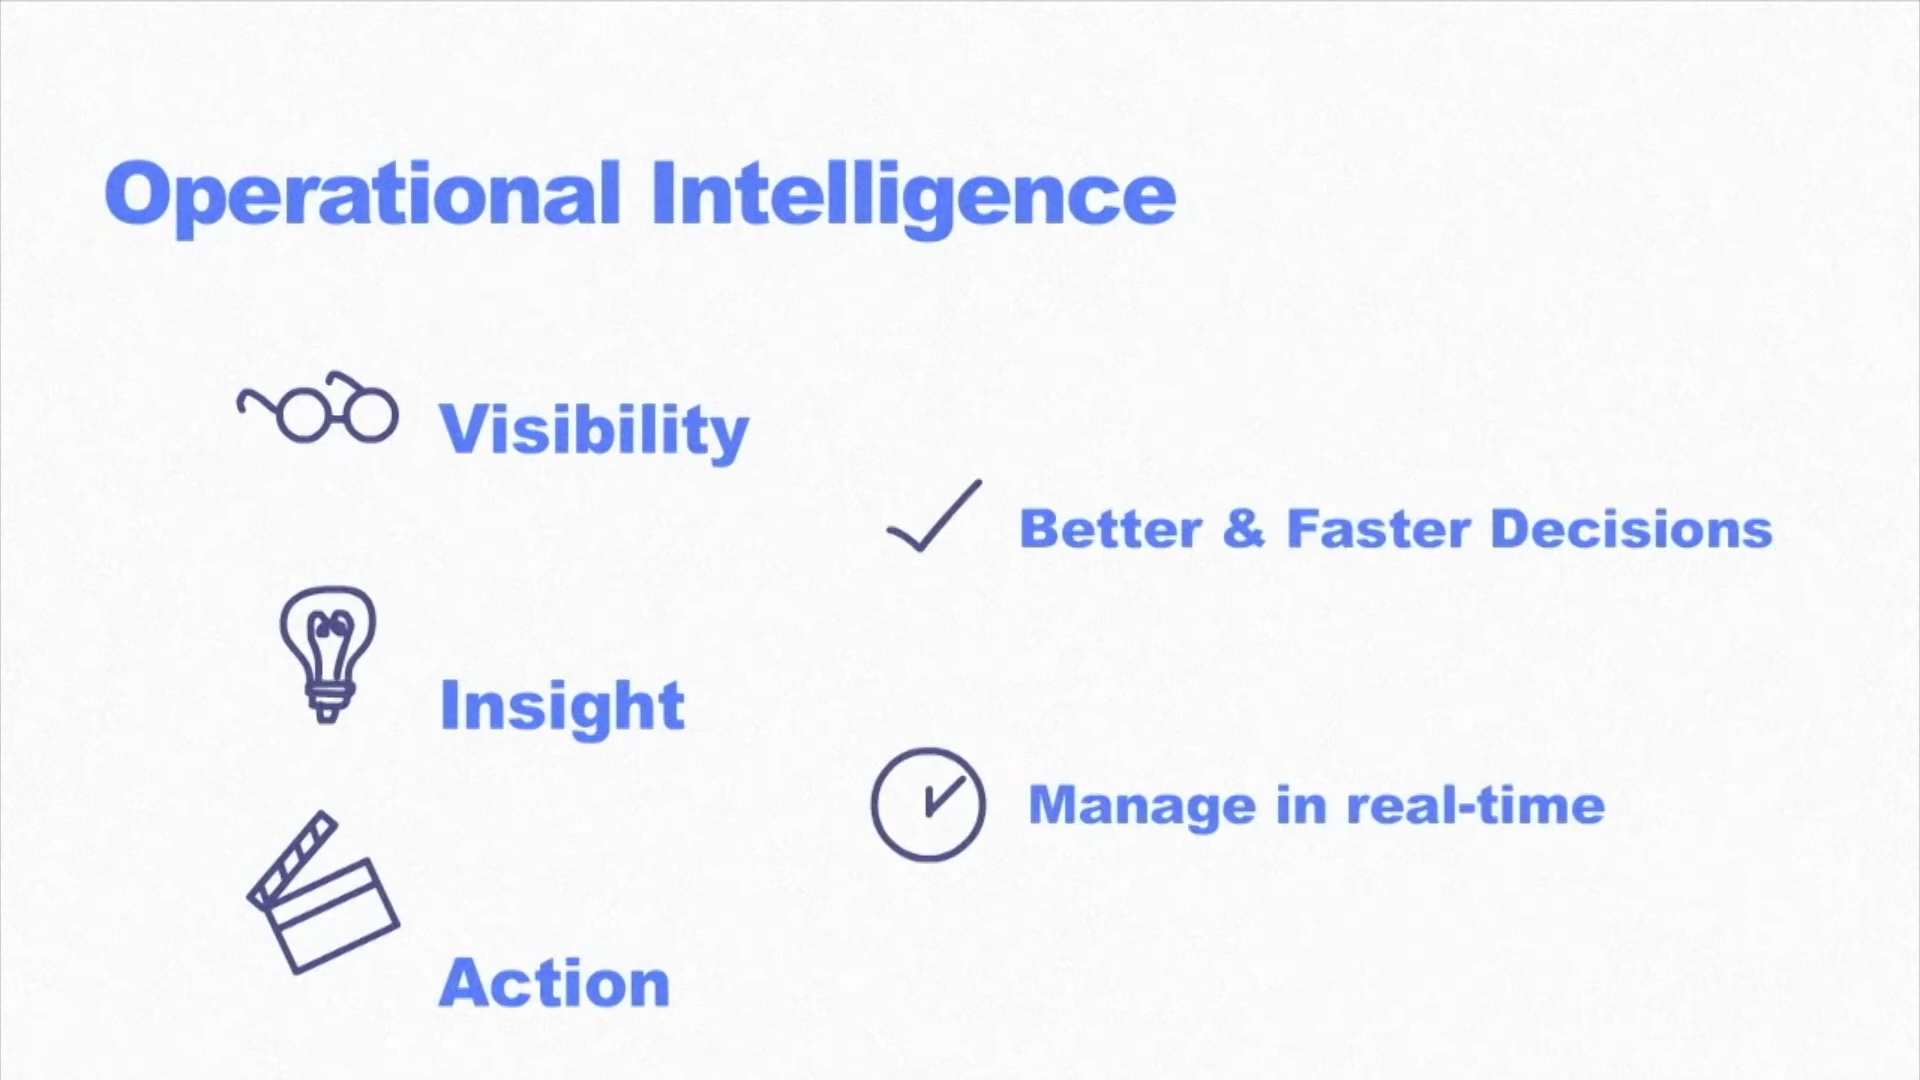 Operational Intelligence
Visibility
Insight
Action
Better & Faster Decisions
Manage in real-time